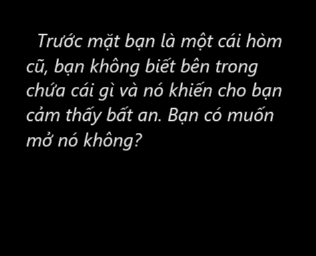 Trước mặt bạn là một cái hòm
cũ, bạn không biết bên trong
chứa cái gì và nó khiến cho bạn
cảm thấy bất an. Bạn có muốn
mở nó không?